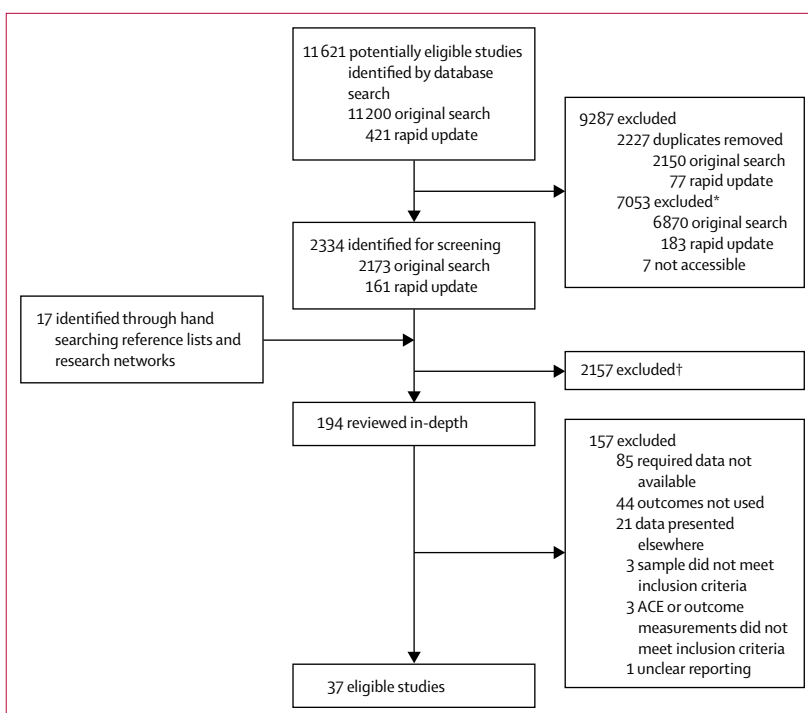 11 621 potentially eligible studies
identified by database
search
11 200 original search
421 rapid update
9287 excluded
2227 duplicates removed
2150 original search
77 rapid update
7053 excluded*
6870 original search
183 rapid update
7 not accessible
2334 identified for screening
2173 original search
161 rapid update
17 identified through hand
searching reference lists and
research networks
2157 excluded†
194 reviewed in-depth
157 excluded
85 required data not
available
44 outcomes not used
21 data presented
elsewhere
3 sample did not meet
inclusion criteria
3 ACE or outcome
measurements did not
meet inclusion criteria
1 unclear reporting
37 eligible studies